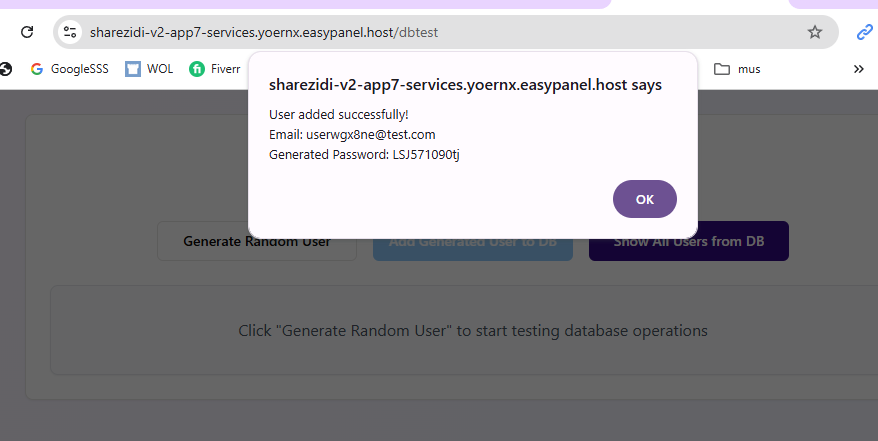 sharezidi-v2-app7-services.yoernx.easypanel.host/dbtest
GoogleSSS
WOL
Fiverr
mus
sharezidi-v2-app7-services.yoernx.easypanel.host says
User added successfully!
Email: userwgx8ne@test.com
Generated Password: LSJ571090tj
OK
Generate Random User
Add Generated User to DB
Show All Users from DB
Click "Generate Random User" to start testing database operations